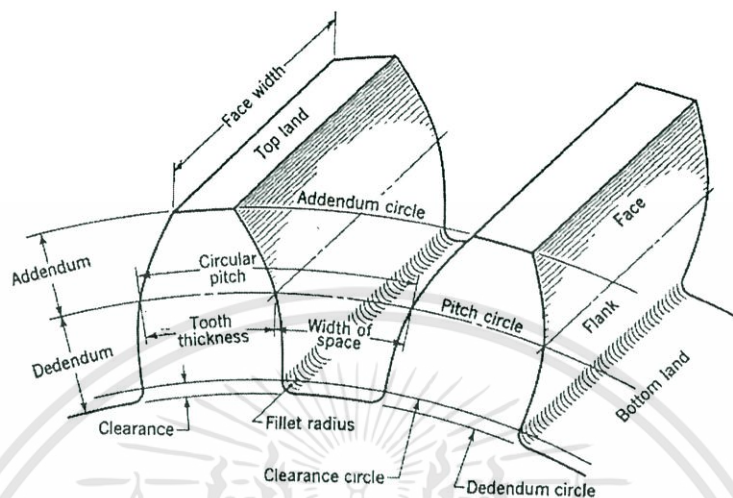 Face width
Top land
Addendum circle
Face
Addendum
Circular
pitch
Flank
Tooth
thickness
Width of
space
Pitch circle
Dedendum
Bottom land
Clearance
Fillet radius
Clearance circle
Dedendum circle